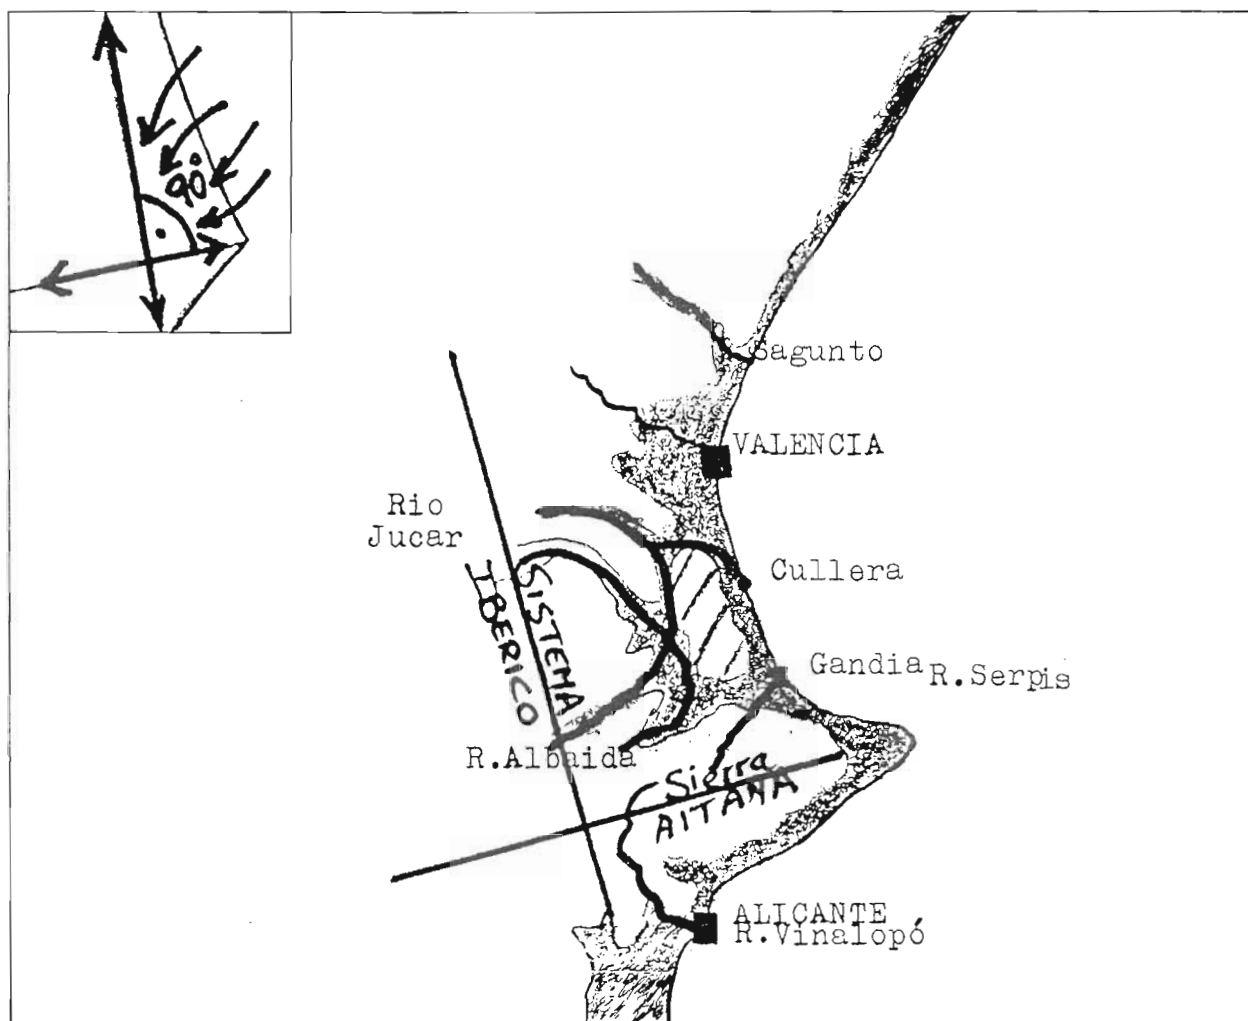 90°
Sagunto
VALENCIA
Rio
Jucar
Cullera
SISTEMA
IBERICO
Gandia
R.Serpis
R.Albaida
Sierra
AITANA
ALICANTE
R.Vinalopó